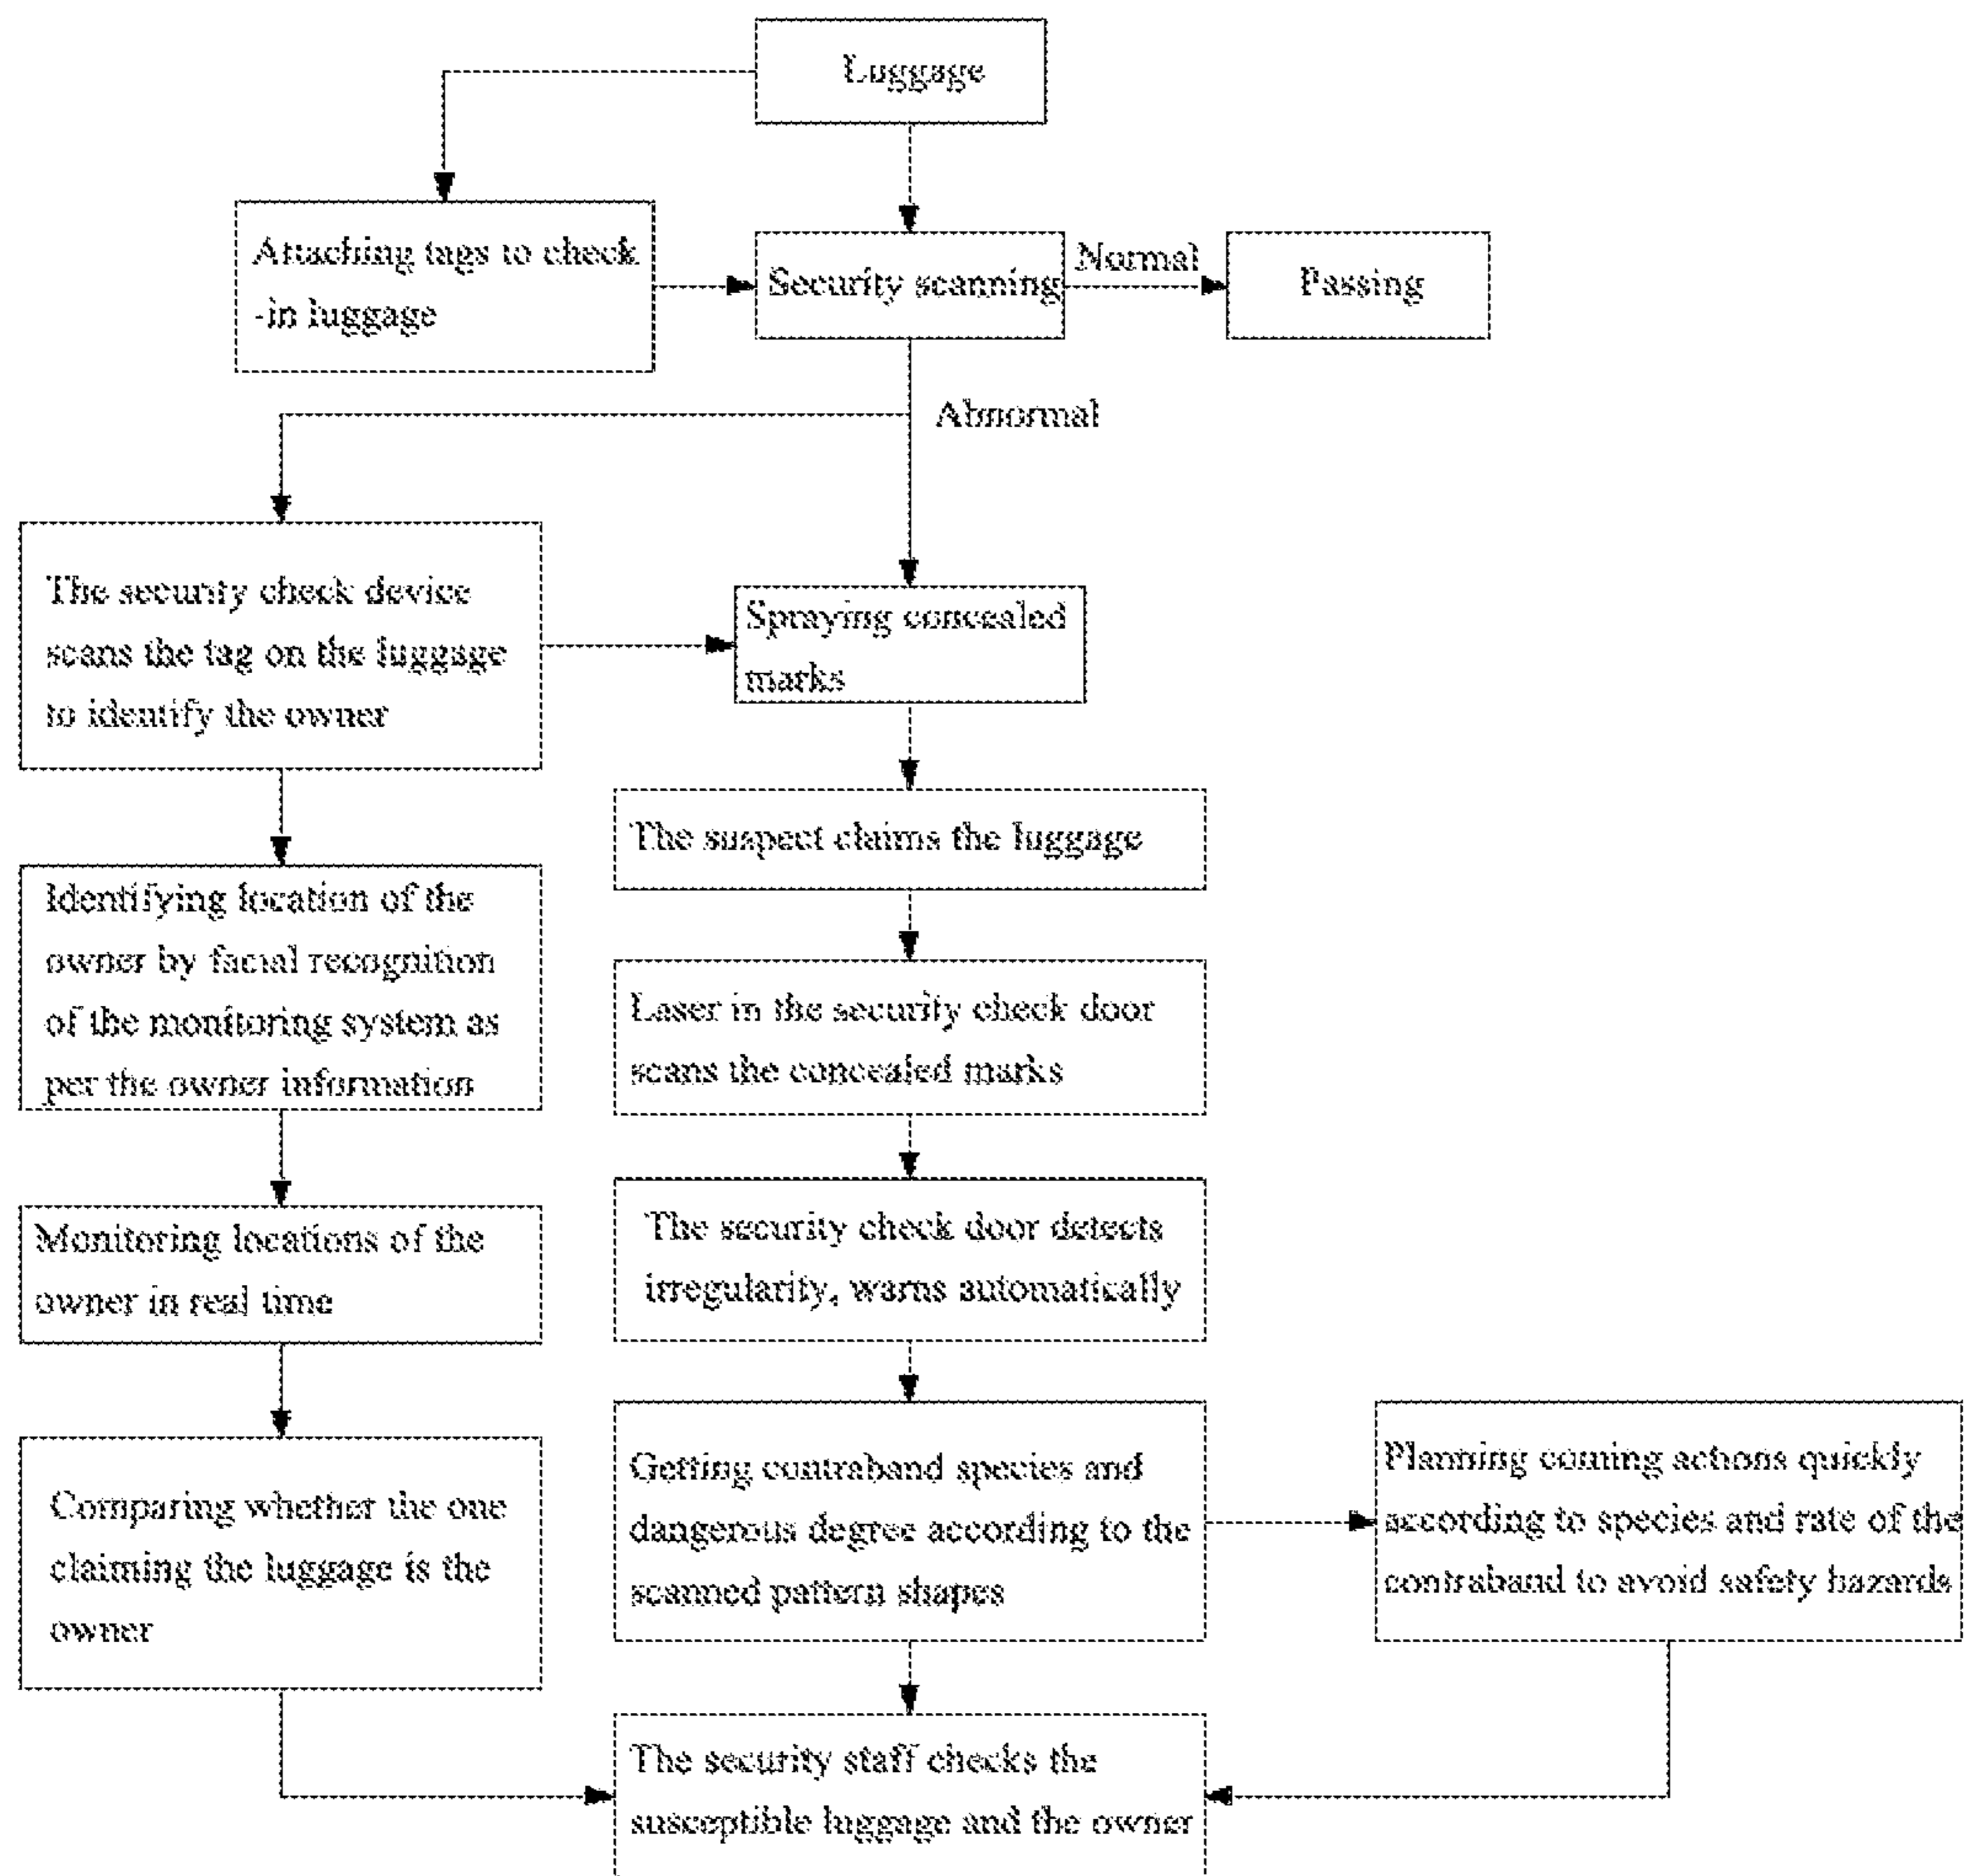 Luggage
Attaching tags to check
-in luggage
Security scanning
Normal
Passing
Abnormal
The security check device
scans the tag on the luggage
to identify the owner
Spraying concealed
marks
The suspect claims the luggage
Identifying location of the
owner by facial recognition
of the monitoring system as
per the owner information
Laser in the security check door
scans the concealed marks
Monitoring locations of the
owner in real time
The security check door detects
irregularity, warns automatically
Comparing whether the one
claiming the luggage is the
owner
Getting contraband species and
dangerous degree according to the
scanned pattern shapes
Planning coming actions quickly
according to species and rate of the
contraband to avoid safety hazards
The security staff checks the
susceptible luggage and the owner